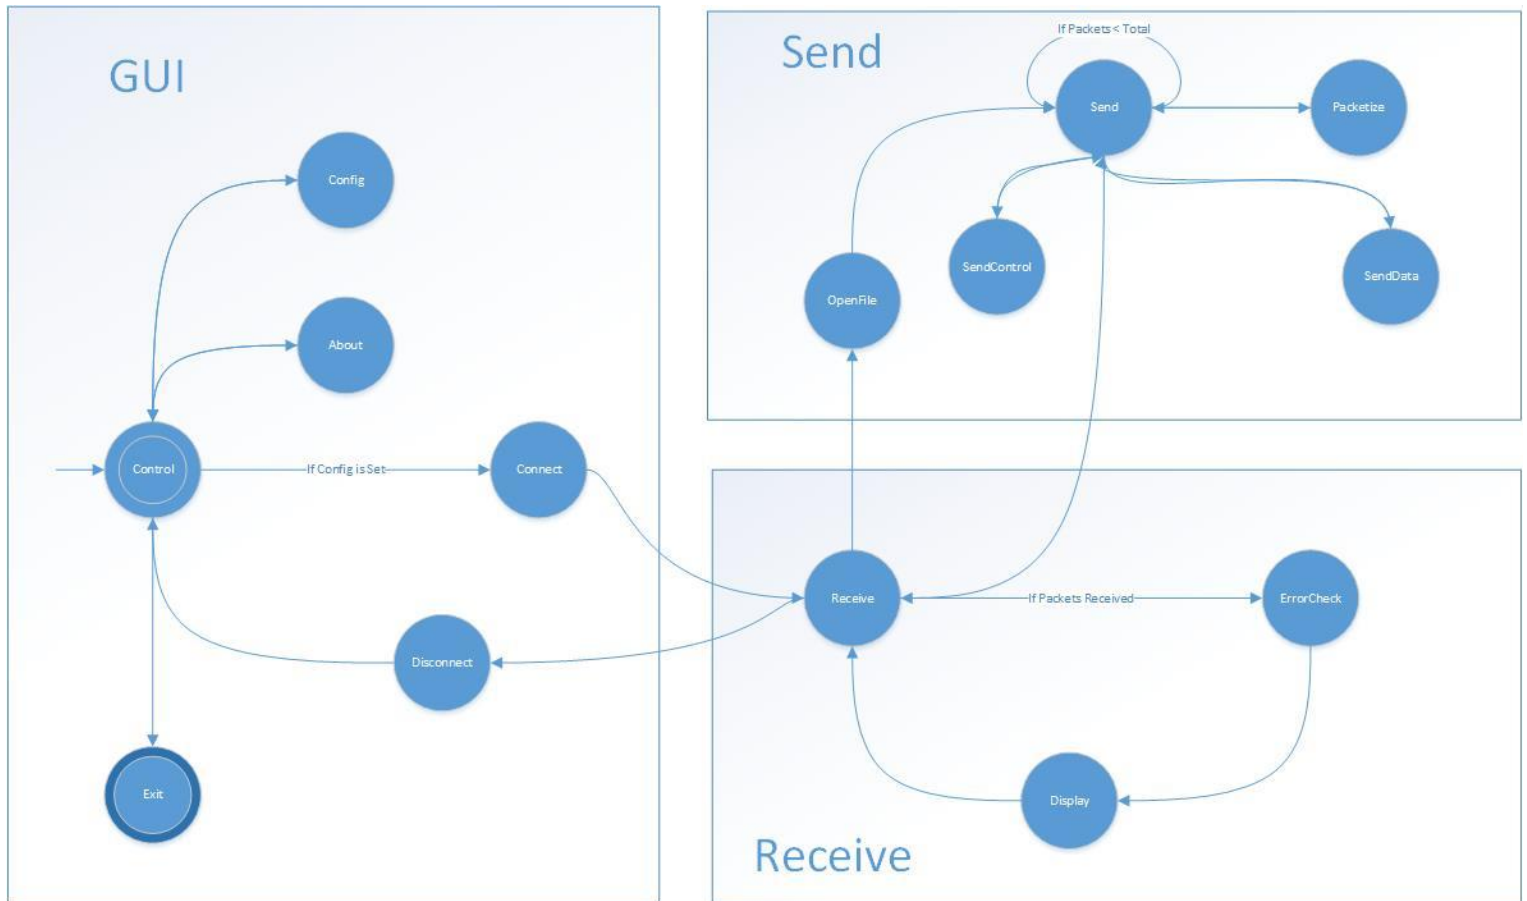 GUI
Config
About
Control
If Config is Set
Connect
Disconnect
Exit
Send
If Packets < Total
Send
Packetize
SendControl
SendData
OpenFile
Receive
If Packets Received
ErrorCheck
Display
Receive